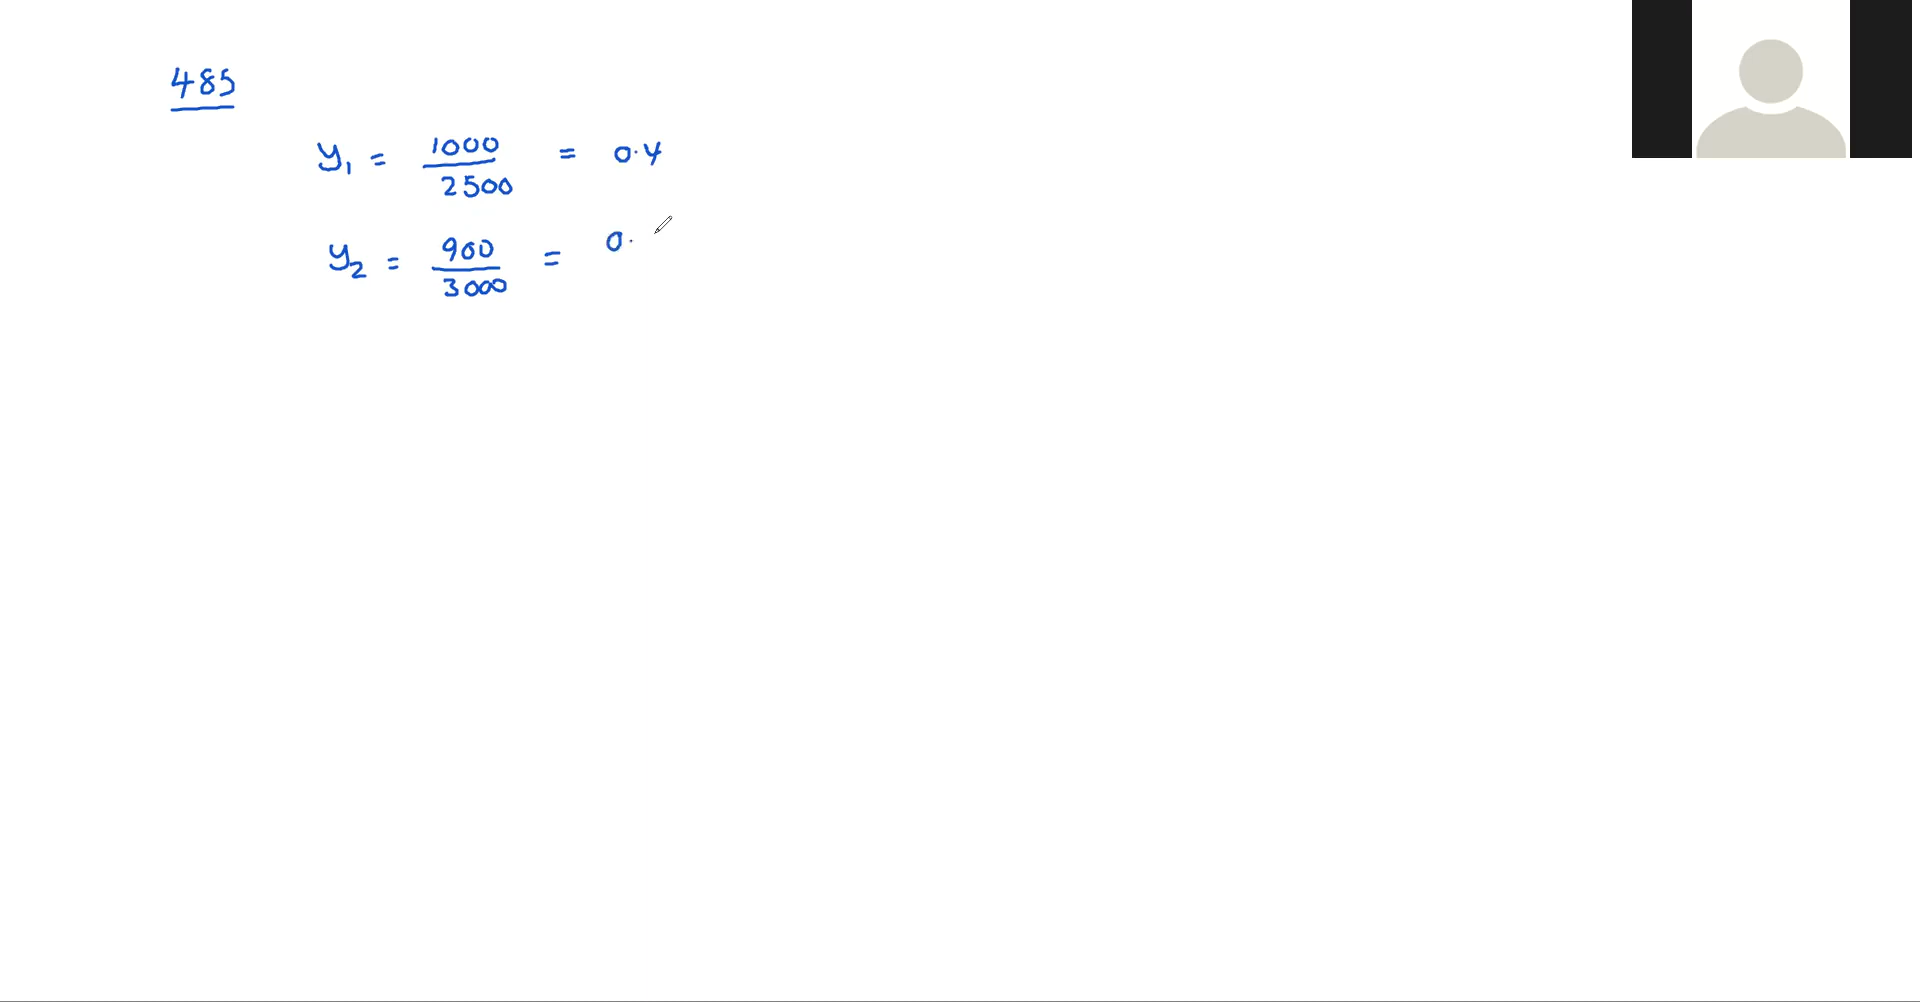 485
y₁ = 1000/2500 = 0.4
y₂ = 900/3000 = 0.